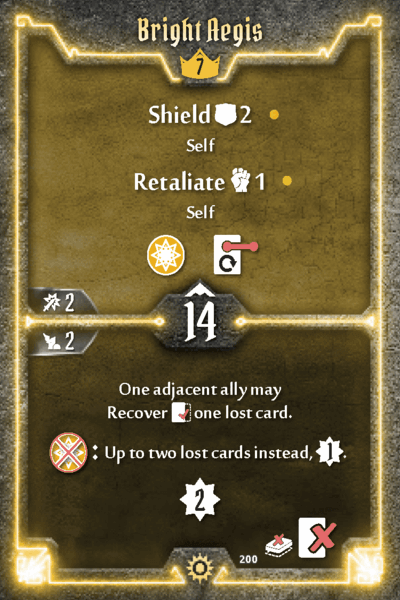 Bright Aegis
7
Shield 2
Self
Retaliate 1
Self
2
14
2
One adjacent ally may
Recover one lost card.
: Up to two lost cards instead, 1.
2
200